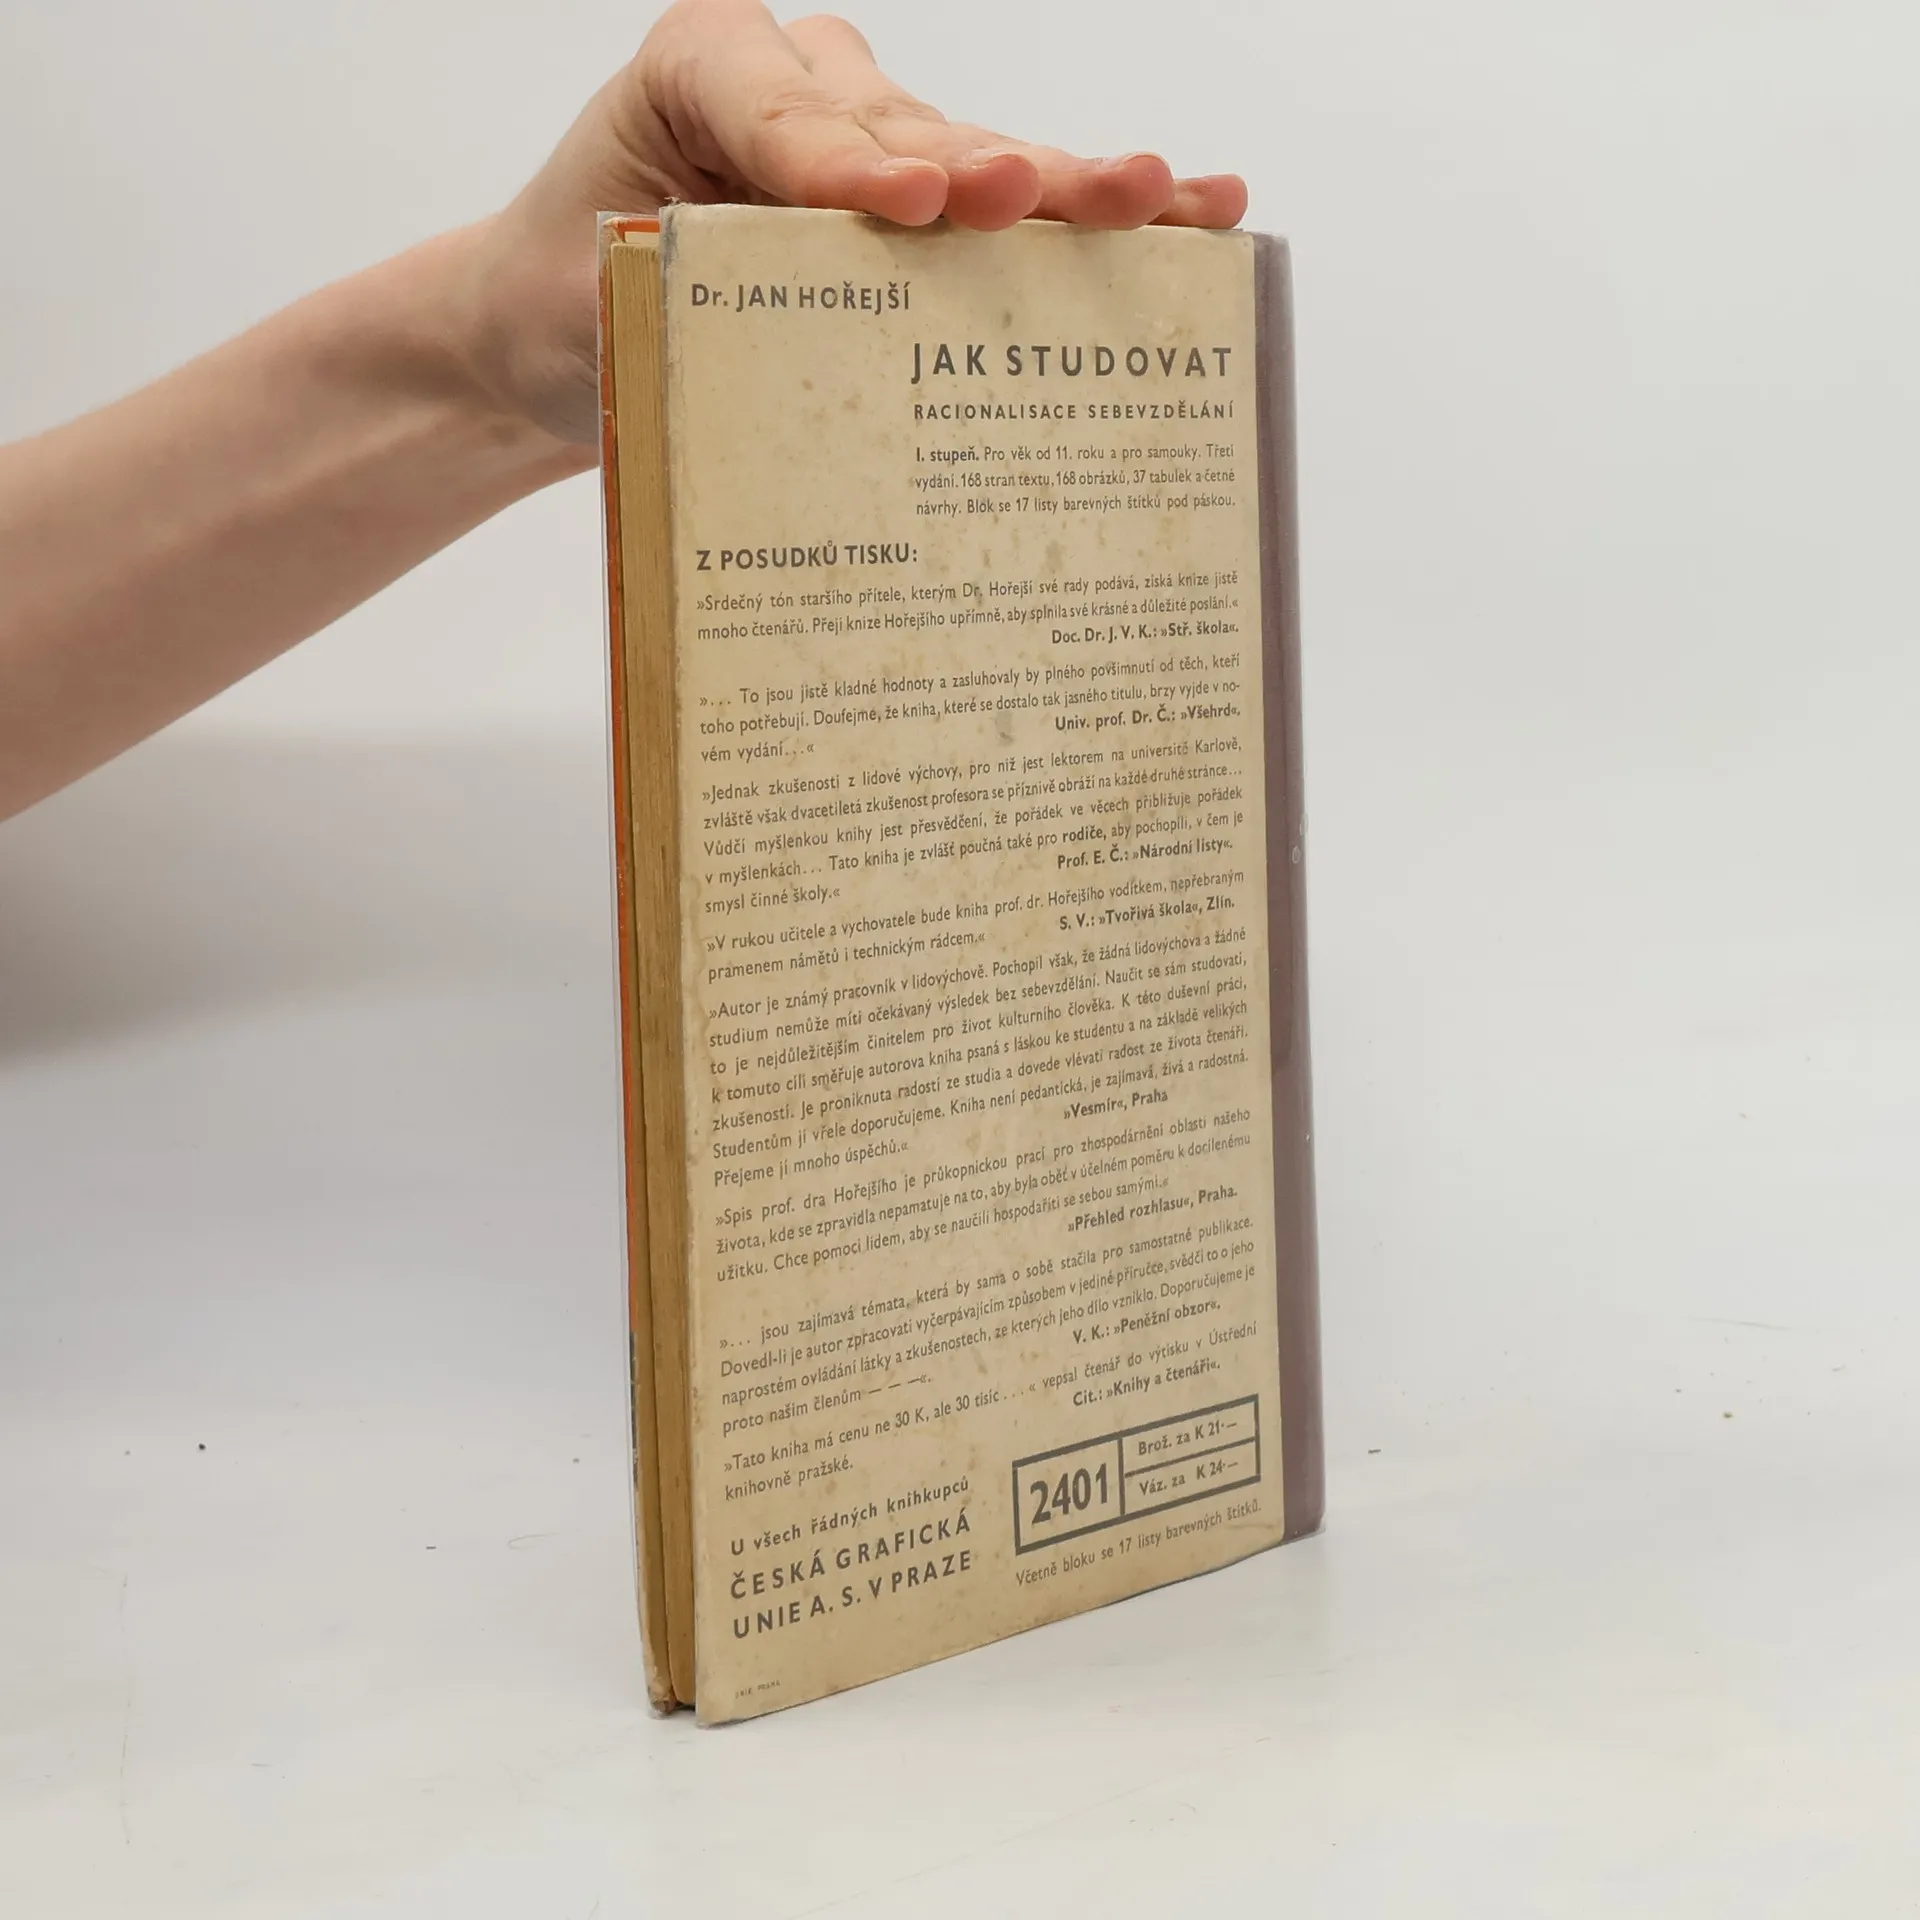 Dr. JAN HOŘEJŠÍ
JAK STUDOVAT
RACIONALISACE SEBEVZDĚLÁNÍ
I. stupeň. Pro věk od 11. roku a pro samouky. Třetí
vydání. 168 stran textu, 168 obrázků, 37 tabulek a četné
návrhy. Blok se 17 listy barevných štítků pod páskou.
Z POSUDKŮ TISKU:
»Srdečný tón staršího přítele, kterým Dr. Hořejší své rady podává, získá knize jistě
mnoho čtenářů. Přeji knize Hořejšího upřímně, aby splnila své krásné a důležité poslání.«
Doc. Dr. J. V. K.: »Stř. škola«.
»... To jsou jistě kladné hodnoty a zasluhovaly by plného povšimnutí od těch, kteří
toho potřebují. Doufejme, že kniha, které se dostalo tak jasného titulu, brzy vyjde v no-
vém vydání...«
Univ. prof. Dr. Č.: »Všehrd«.
»Jednak zkušenosti z lidové výchovy, pro niž jest lektorem na universitě Karlově,
zvláště však dvacetiletá zkušenost profesora se příznivě obráží na každé druhé stránce...
Vůdčí myšlenkou knihy jest přesvědčení, že pořádek ve věcech přibližuje pořádek
v myšlenkách... Tato kniha je zvlášť poučná také pro rodiče, aby pochopili, v čem je
smysl činné školy.«
Prof. E. Č.: »Národní listy«.
»V rukou učitele a vychovatele bude kniha prof. dr. Hořejšího vodítkem, nepřebraným
pramenem námětů i technickým rádcem.«
S. V.: »Tvořivá škola«, Zlín.
»Autor je známý pracovník v lidovýchově. Pochopil však, že žádná lidovýchova a žádné
studium nemůže míti očekávaný výsledek bez sebevzdělání. Naučit se sám studovati,
to je nejdůležitějším činitelem pro život kulturního člověka. K této duševní práci,
k tomuto cíli směřuje autorova kniha psaná s láskou ke studentu a na základě velikých
zkušeností. Je proniknuta radostí ze studia a dovede vlévati radost ze života čtenáři.
Studentům ji vřele doporučujeme. Kniha není pedantická, je zajímavá, živá a radostná.
Přejeme jí mnoho úspěchů.«
»Vesmír«, Praha
»Spis prof. dra Hořejšího je průkopnickou prací pro zhospodárnění oblasti našeho
života, kde se zpravidla nepamatuje na to, aby byla oběť v účelném poměru k docílenému
užitku. Chce pomoci lidem, aby se naučili hospodařiti se sebou samými.«
»Přehled rozhlasu«, Praha.
»... jsou zajímavá témata, která by sama o sobě stačila pro samostatné publikace.
Dovedl-li je autor zpracovati vyčerpávajícím způsobem v jediné příručce, svědčí to o jeho
naprostém ovládání látky a zkušenostech, ze kterých jeho dílo vzniklo. Doporučujeme je
proto našim členům — — —«.
V. K.: »Peněžní obzor«.
»Tato kniha má cenu ne 30 K, ale 30 tisíc...« vepsal čtenář do výtisku v Ústřední
knihovně pražské.
Cit.: »Knihy a čtenáři«.
U všech řádných knihkupců
ČESKÁ GRAFICKÁ
UNIE A. S. V PRAZE
2401
Brož. za K 21·—
Váz. za K 24·—
Včetně bloku se 17 listy barevných štítků.